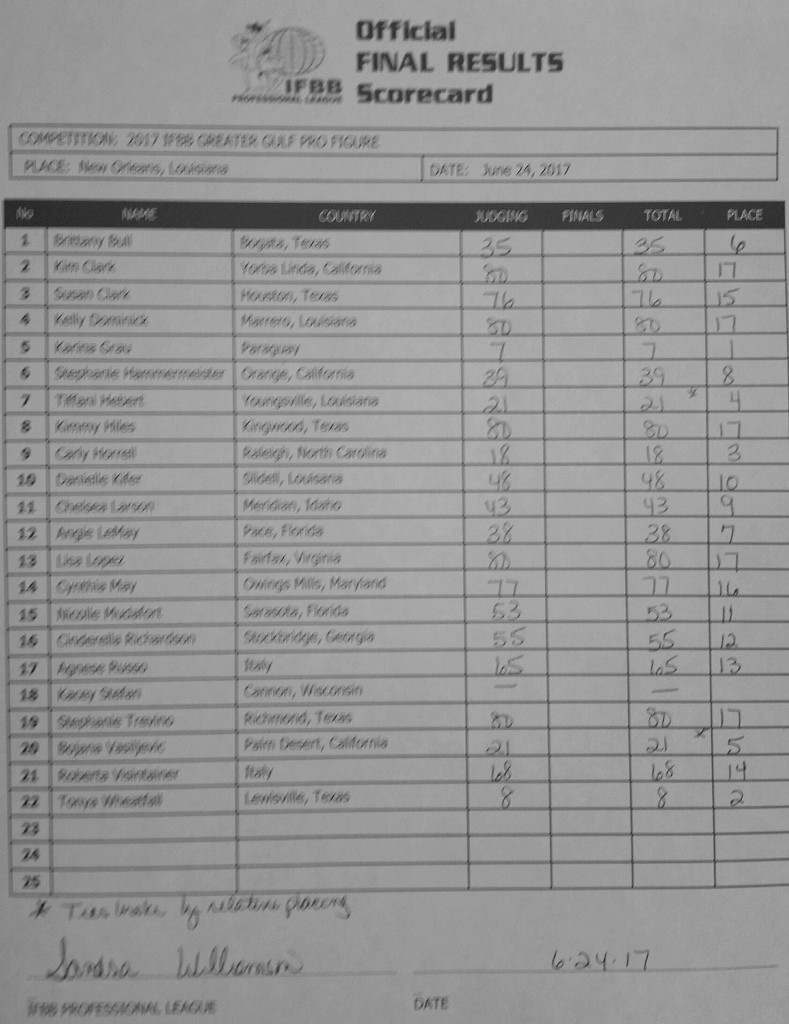 Official
FINAL RESULTS
Scorecard
IFBB
PROFESSIONAL LEAGUE
COMPETITION: 2017 IFBB GREATER GULF PRO FIGURE
PLACE: New Orleans, Louisiana DATE: June 24, 2017
No NAME COUNTRY JUDGING FINALS TOTAL PLACE
1 Brittany Bull Bogata, Texas 35 35 6
2 Kim Clark Yorba Linda, California 80 80 17
3 Susan Clark Houston, Texas 76 76 15
4 Kelly Dominick Marrero, Louisiana 80 80 17
5 Karina Grau Paraguay 7 7 1
6 Stephanie Hammermeister Orange, California 39 39 8
7 Tiffani Hebert Youngsville, Louisiana 21 21 * 4
8 Kimmy Hiles Kingwood, Texas 80 80 17
9 Carly Horrell Raleigh, North Carolina 18 18 3
10 Danielle Kifer Slidell, Louisana 48 48 10
11 Chelsea Larson Meridian, Idaho 43 43 9
12 Angie LeMay Pace, Florida 38 38 7
13 Lisa Lopez Fairfax, Virginia 80 80 17
14 Cynthia May Owings Mills, Maryland 77 77 16
15 Nicolle Mudafort Sarasota, Florida 53 53 11
16 Cinderella Richardson Stockbridge, Georgia 55 55 12
17 Agnese Russo Italy 65 65 13
18 Kacey Stefan Cannon, Wisconsin — —
19 Stephanie Trevino Richmond, Texas 80 80 17
20 Bojana Vasiljevic Palm Desert, California 21 21 * 5
21 Roberta Visintainer Italy 68 68 14
22 Tonya Wheatfall Lewisville, Texas 8 8 2
23
24
25
* Ties broke by relative placing
Sandra Williamson 6.24.17
IFBB PROFESSIONAL LEAGUE DATE